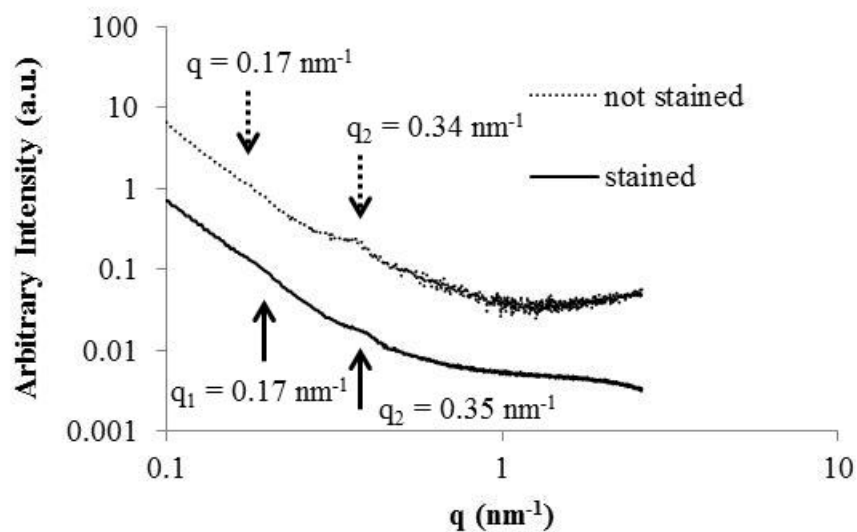 100
10
1
0.1
0.01
0.001
0.1
1
10
Arbitrary Intensity (a.u.)
q (nm⁻¹)
q = 0.17 nm⁻¹
q₂ = 0.34 nm⁻¹
not stained
stained
q₁ = 0.17 nm⁻¹
q₂ = 0.35 nm⁻¹